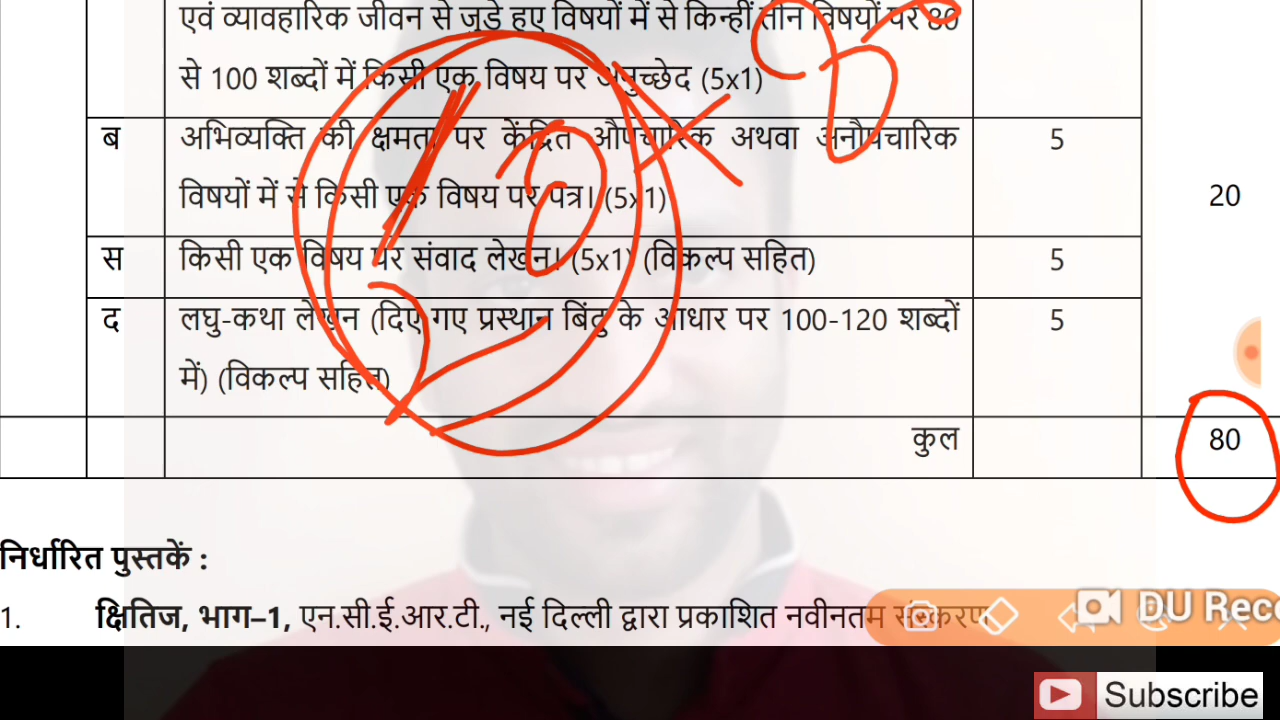 एवं व्यावहारिक जीवन से जुड़े हुए विषयों में से किन्हीं तीन विषयों पर 80
से 100 शब्दों में किसी एक विषय पर अनुच्छेद (5x1)
ब अभिव्यक्ति की क्षमता पर केंद्रित औपचारिक अथवा अनौपचारिक 5
विषयों में से किसी एक विषय पर पत्र। (5x1) 20
स किसी एक विषय पर संवाद लेखन। (5x1) (विकल्प सहित) 5
द लघु-कथा लेखन (दिए गए प्रस्थान बिंदु के आधार पर 100-120 शब्दों 5
में) (विकल्प सहित)
कुल 80
निर्धारित पुस्तकें :
1. क्षितिज, भाग–1, एन.सी.ई.आर.टी., नई दिल्ली द्वारा प्रकाशित नवीनतम संस्करण
DU Reco
Subscribe